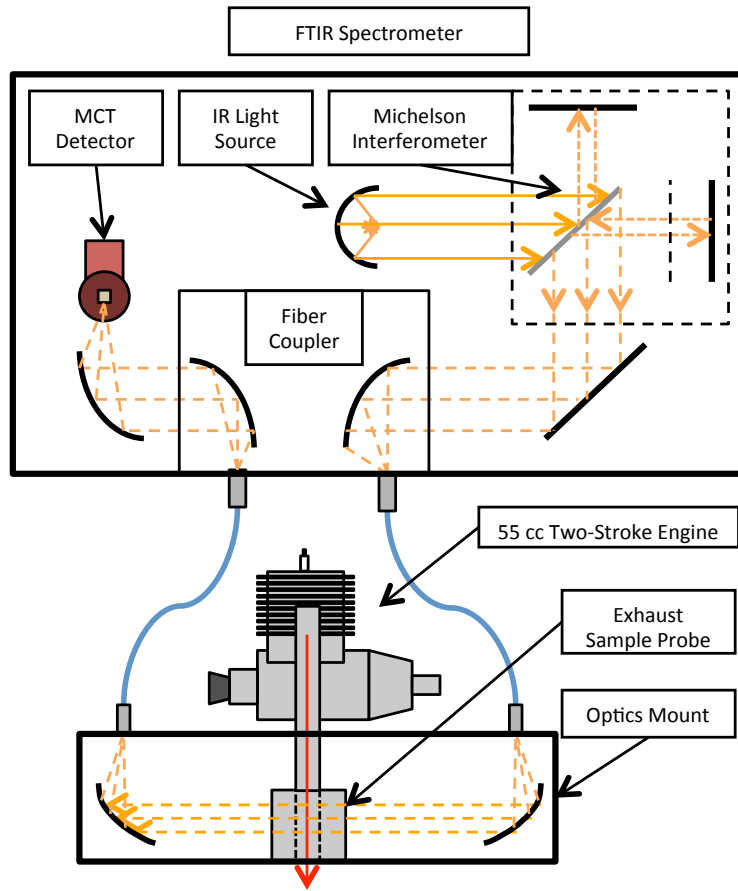 FTIR Spectrometer
MCT
Detector
IR Light
Source
Michelson
Interferometer
Fiber
Coupler
55 cc Two-Stroke Engine
Exhaust
Sample Probe
Optics Mount